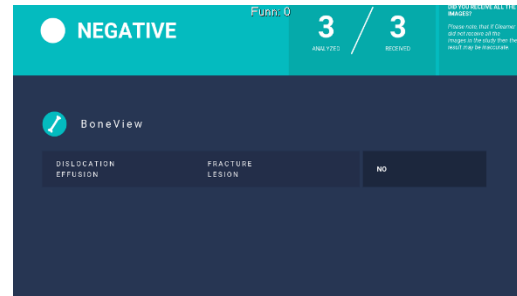 NEGATIVE
Funn: 0
3 / 3
ANALYZED
RECEIVED
DID YOU RECEIVE ALL THE
IMAGES?
Please note, that if Gleamer
did not receive all the
images in the study then the
result may be inaccurate.
BoneView
DISLOCATION FRACTURE NO
EFFUSION LESION